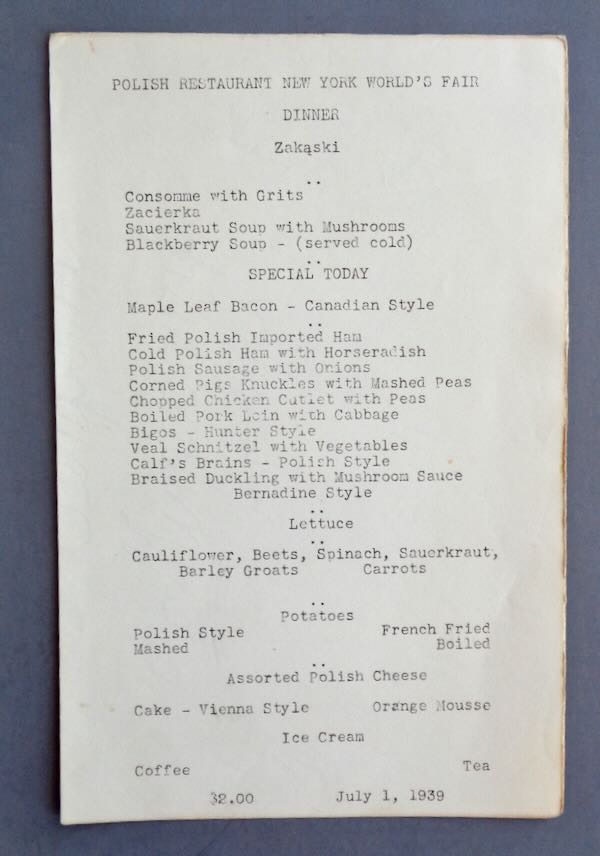 POLISH RESTAURANT NEW YORK WORLD'S FAIR
DINNER
Zakąski
..
Consomme with Grits
Zacierka
Sauerkraut Soup with Mushrooms
Blackberry Soup - (served cold)
..
SPECIAL TODAY
Maple Leaf Bacon - Canadian Style
..
Fried Polish Imported Ham
Cold Polish Ham with Horseradish
Polish Sausage with Onions
Corned Pigs Knuckles with Mashed Peas
Chopped Chicken Cutlet with Peas
Boiled Pork Loin with Cabbage
Bigos - Hunter Style
Veal Schnitzel with Vegetables
Calf's Brains - Polish Style
Braised Duckling with Mushroom Sauce
Bernadine Style
..
Lettuce
..
Cauliflower, Beets, Spinach, Sauerkraut,
Barley Groats Carrots
..
Potatoes
Polish Style French Fried
Mashed Boiled
..
Assorted Polish Cheese
Cake - Vienna Style Orange Mousse
Ice Cream
Coffee Tea
$2.00 July 1, 1939